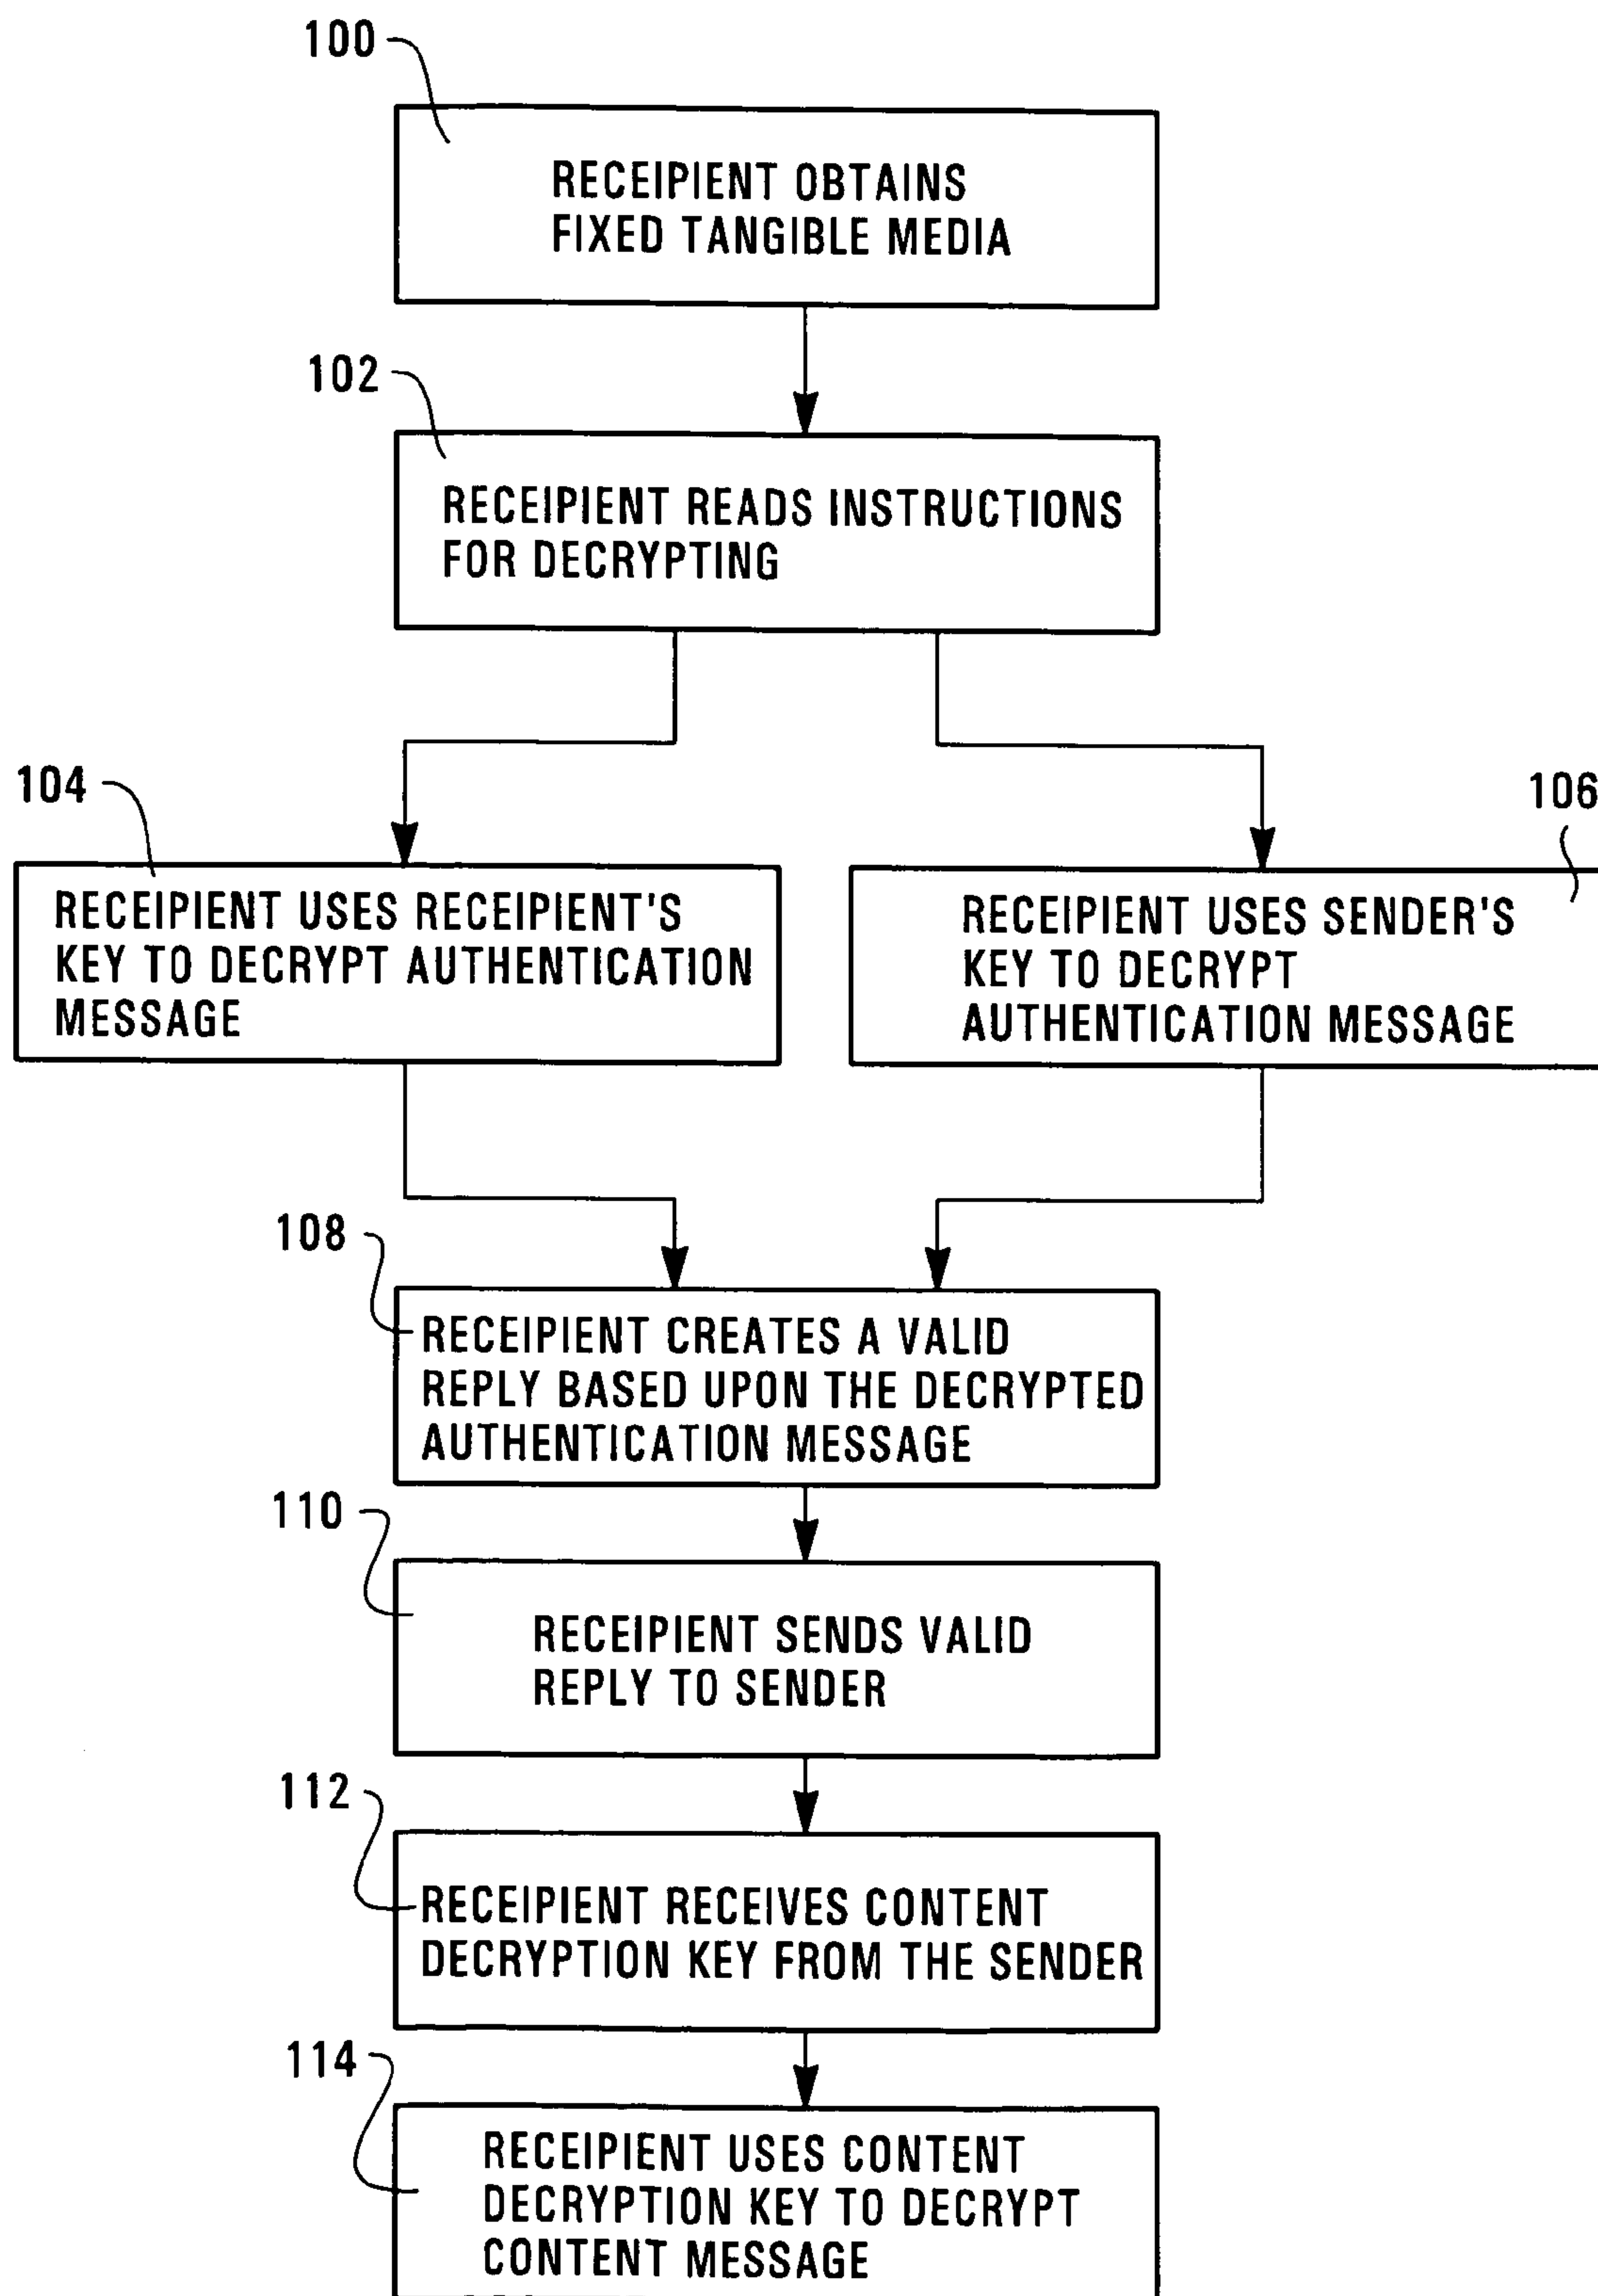 100
RECEIPIENT OBTAINS
FIXED TANGIBLE MEDIA
102
RECEIPIENT READS INSTRUCTIONS
FOR DECRYPTING
104
RECEIPIENT USES RECEIPIENT'S
KEY TO DECRYPT AUTHENTICATION
MESSAGE
106
RECEIPIENT USES SENDER'S
KEY TO DECRYPT
AUTHENTICATION MESSAGE
108
RECEIPIENT CREATES A VALID
REPLY BASED UPON THE DECRYPTED
AUTHENTICATION MESSAGE
110
RECEIPIENT SENDS VALID
REPLY TO SENDER
112
RECEIPIENT RECEIVES CONTENT
DECRYPTION KEY FROM THE SENDER
114
RECEIPIENT USES CONTENT
DECRYPTION KEY TO DECRYPT
CONTENT MESSAGE